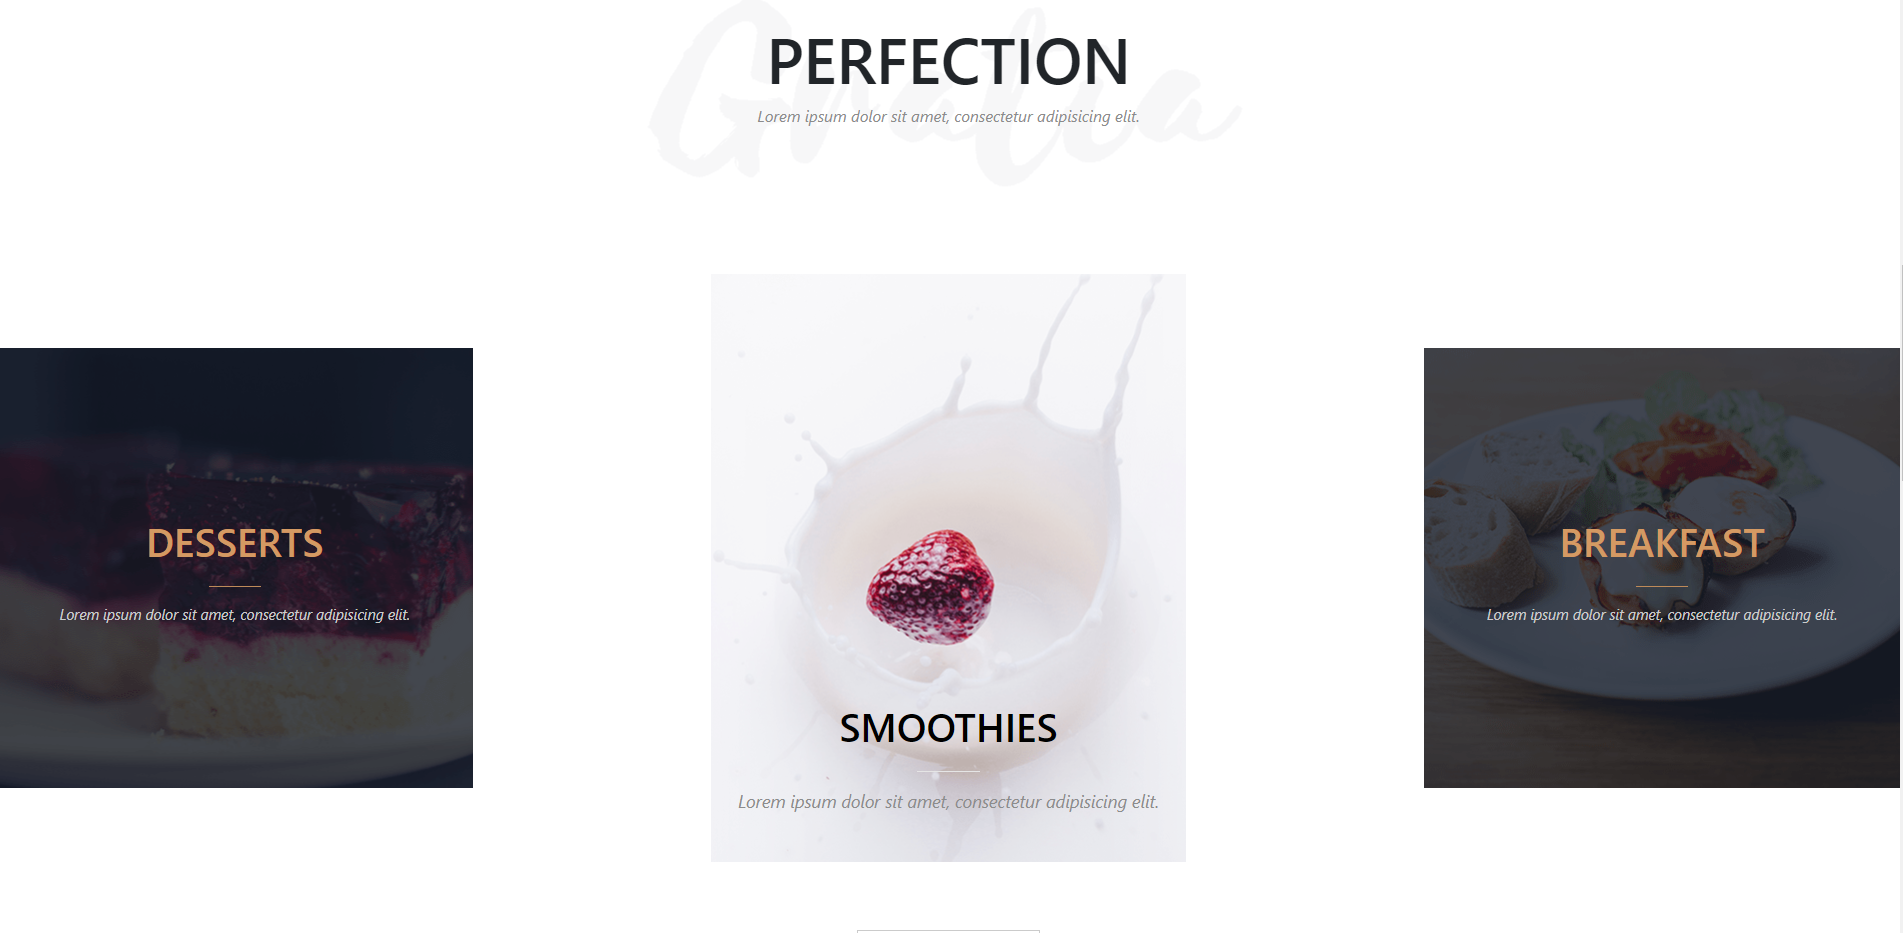 Gratia
PERFECTION
Lorem ipsum dolor sit amet, consectetur adipisicing elit.
DESSERTS
Lorem ipsum dolor sit amet, consectetur adipisicing elit.
SMOOTHIES
Lorem ipsum dolor sit amet, consectetur adipisicing elit.
BREAKFAST
Lorem ipsum dolor sit amet, consectetur adipisicing elit.